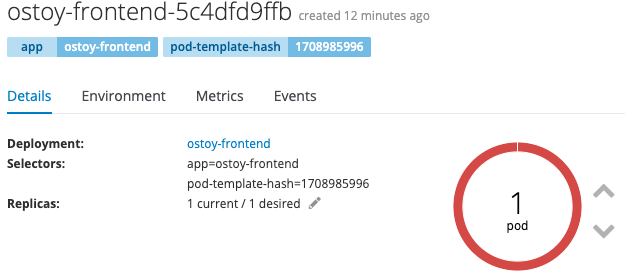 ostoy-frontend-5c4dfd9ffb created 12 minutes ago
app ostoy-frontend pod-template-hash 1708985996
Details Environment Metrics Events
Deployment: ostoy-frontend
Selectors: app=ostoy-frontend
pod-template-hash=1708985996
Replicas: 1 current / 1 desired
1
pod